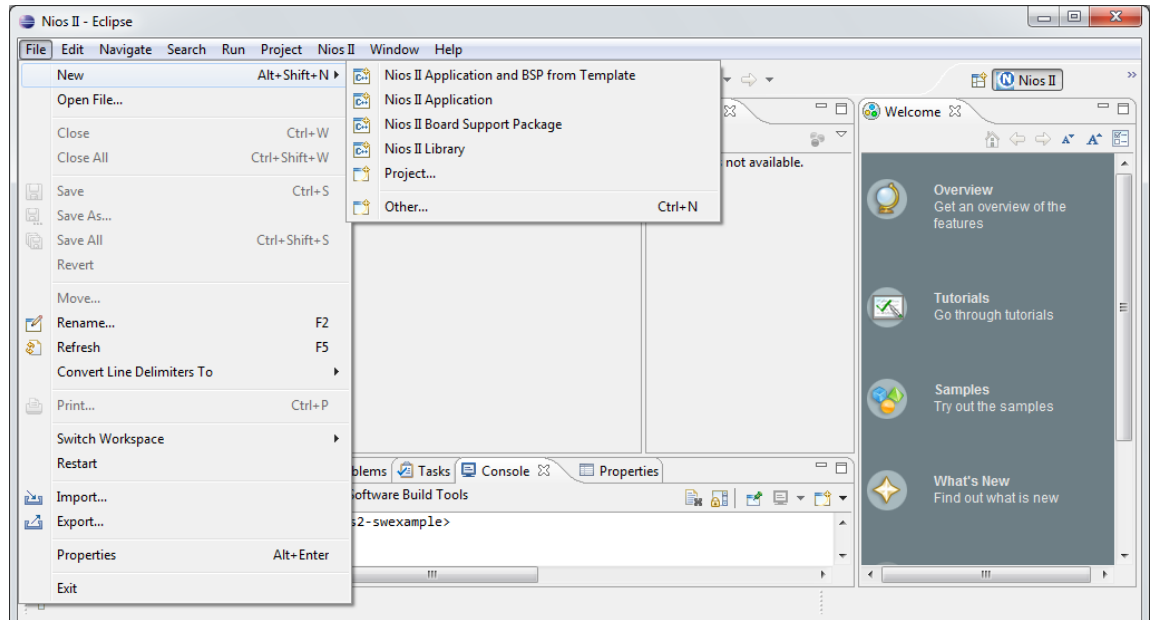 Nios II - Eclipse
File Edit Navigate Search Run Project Nios II Window Help
New Alt+Shift+N
Open File...
Close Ctrl+W
Close All Ctrl+Shift+W
Save Ctrl+S
Save As...
Save All Ctrl+Shift+S
Revert
Move...
Rename... F2
Refresh F5
Convert Line Delimiters To
Print... Ctrl+P
Switch Workspace
Restart
Import...
Export...
Properties Alt+Enter
Exit
Nios II Application and BSP from Template
Nios II Application
Nios II Board Support Package
Nios II Library
Project...
Other... Ctrl+N
Nios II
not available.
Welcome
Overview
Get an overview of the
features
Tutorials
Go through tutorials
Samples
Try out the samples
What's New
Find out what is new
blems Tasks Console Properties
oftware Build Tools
s2-swexample>